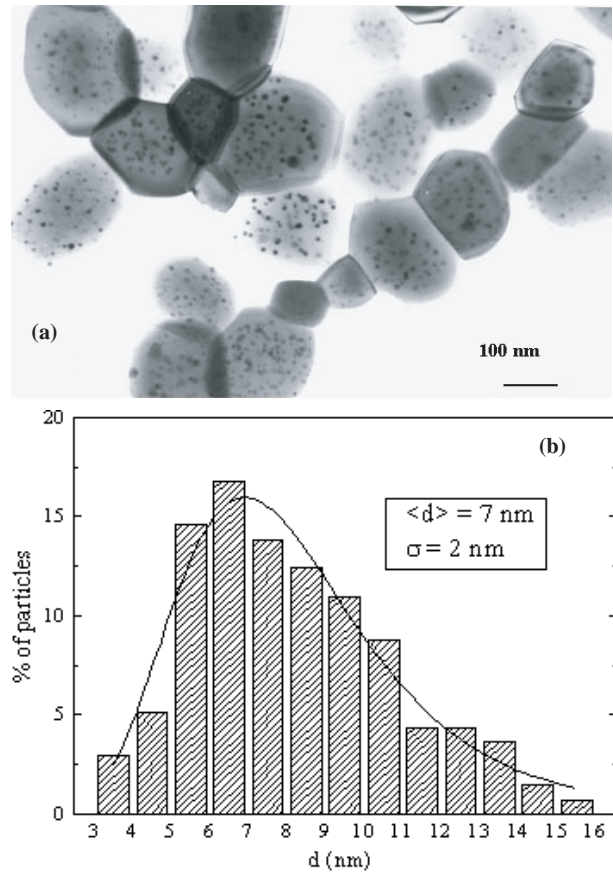 (a)
100 nm
20
(b)
<d> = 7 nm
σ = 2 nm
15
10
5
0
% of particles
3 4 5 6 7 8 9 10 11 12 13 14 15 16
d (nm)